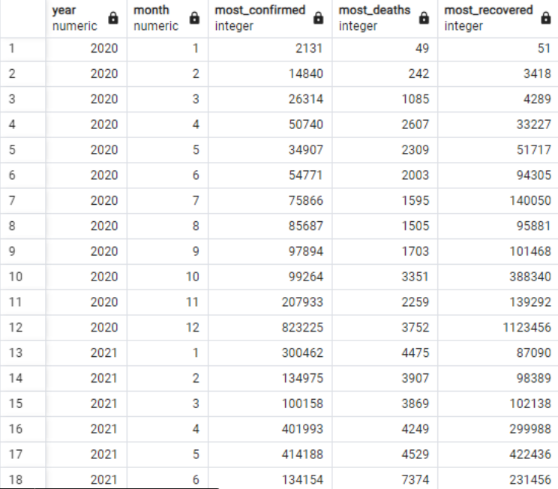 year month most_confirmed most_deaths most_recovered
numeric numeric integer integer integer
1 2020 1 2131 49 51
2 2020 2 14840 242 3418
3 2020 3 26314 1085 4289
4 2020 4 50740 2607 33227
5 2020 5 34907 2309 51717
6 2020 6 54771 2003 94305
7 2020 7 75866 1595 140050
8 2020 8 85687 1505 95881
9 2020 9 97894 1703 101468
10 2020 10 99264 3351 388340
11 2020 11 207933 2259 139292
12 2020 12 823225 3752 1123456
13 2021 1 300462 4475 87090
14 2021 2 134975 3907 98389
15 2021 3 100158 3869 102138
16 2021 4 401993 4249 299988
17 2021 5 414188 4529 422436
18 2021 6 134154 7374 231456